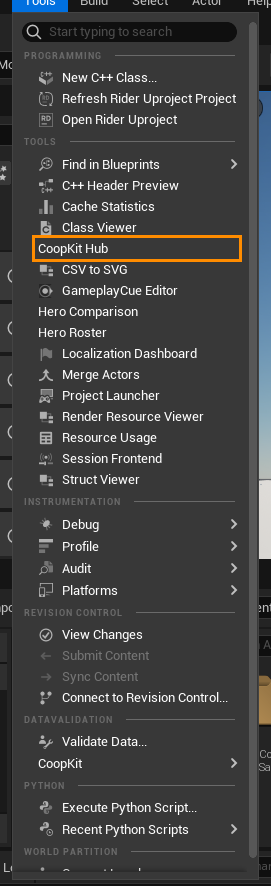 Tools Build Select Actor
Start typing to search
PROGRAMMING
New C++ Class...
Refresh Rider Uproject Project
Open Rider Uproject
TOOLS
Find in Blueprints
C++ Header Preview
Cache Statistics
Class Viewer
CoopKit Hub
CSV to SVG
GameplayCue Editor
Hero Comparison
Hero Roster
Localization Dashboard
Merge Actors
Project Launcher
Render Resource Viewer
Resource Usage
Session Frontend
Struct Viewer
INSTRUMENTATION
Debug
Profile
Audit
Platforms
REVISION CONTROL
View Changes
Submit Content
Sync Content
Connect to Revision Control...
DATAVALIDATION
Validate Data...
CoopKit
PYTHON
Execute Python Script...
Recent Python Scripts
WORLD PARTITION